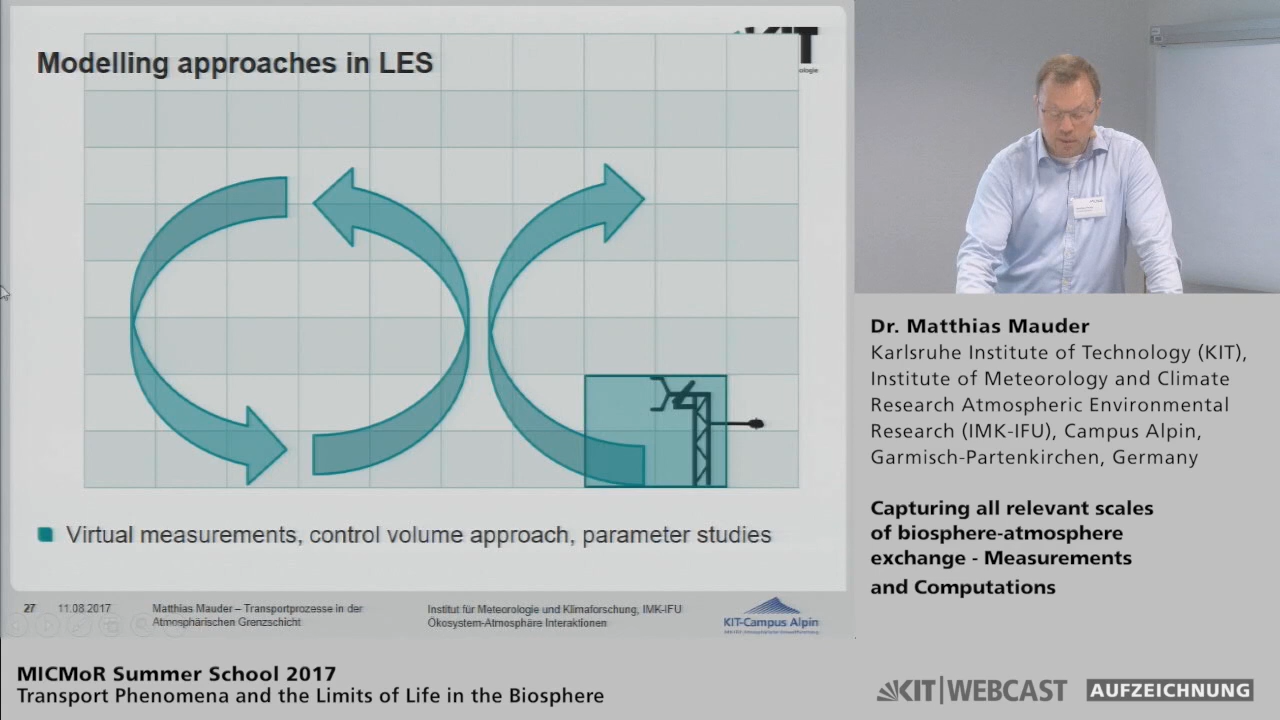 Modelling approaches in LES
KIT
Virtual measurements, control volume approach, parameter studies
27
11.08.2017
Matthias Mauder – Transportprozesse in der
Atmosphärischen Grenzschicht
Institut für Meteorologie und Klimaforschung, IMK-IFU
Ökosystem-Atmosphäre Interaktionen
KIT-Campus Alpin
Dr. Matthias Mauder
Karlsruhe Institute of Technology (KIT),
Institute of Meteorology and Climate
Research Atmospheric Environmental
Research (IMK-IFU), Campus Alpin,
Garmisch-Partenkirchen, Germany
Capturing all relevant scales
of biosphere-atmosphere
exchange - Measurements
and Computations
MICMoR Summer School 2017
Transport Phenomena and the Limits of Life in the Biosphere
KIT|WEBCAST
AUFZEICHNUNG